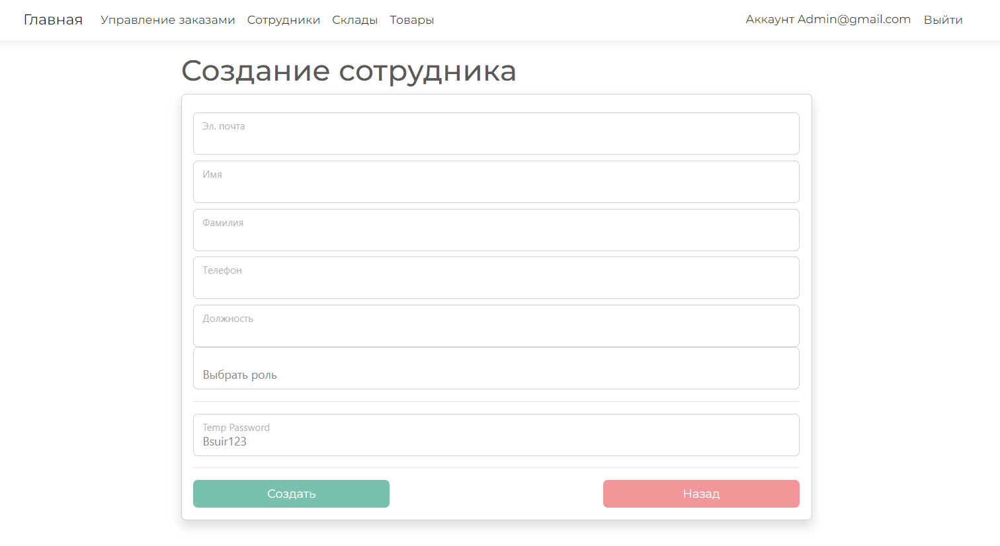 Главная Управление заказами Сотрудники Склады Товары Аккаунт Admin@gmail.com Выйти
Создание сотрудника
Эл. почта
Имя
Фамилия
Телефон
Должность
Выбрать роль
Temp Password
Bsuir123
Создать Назад